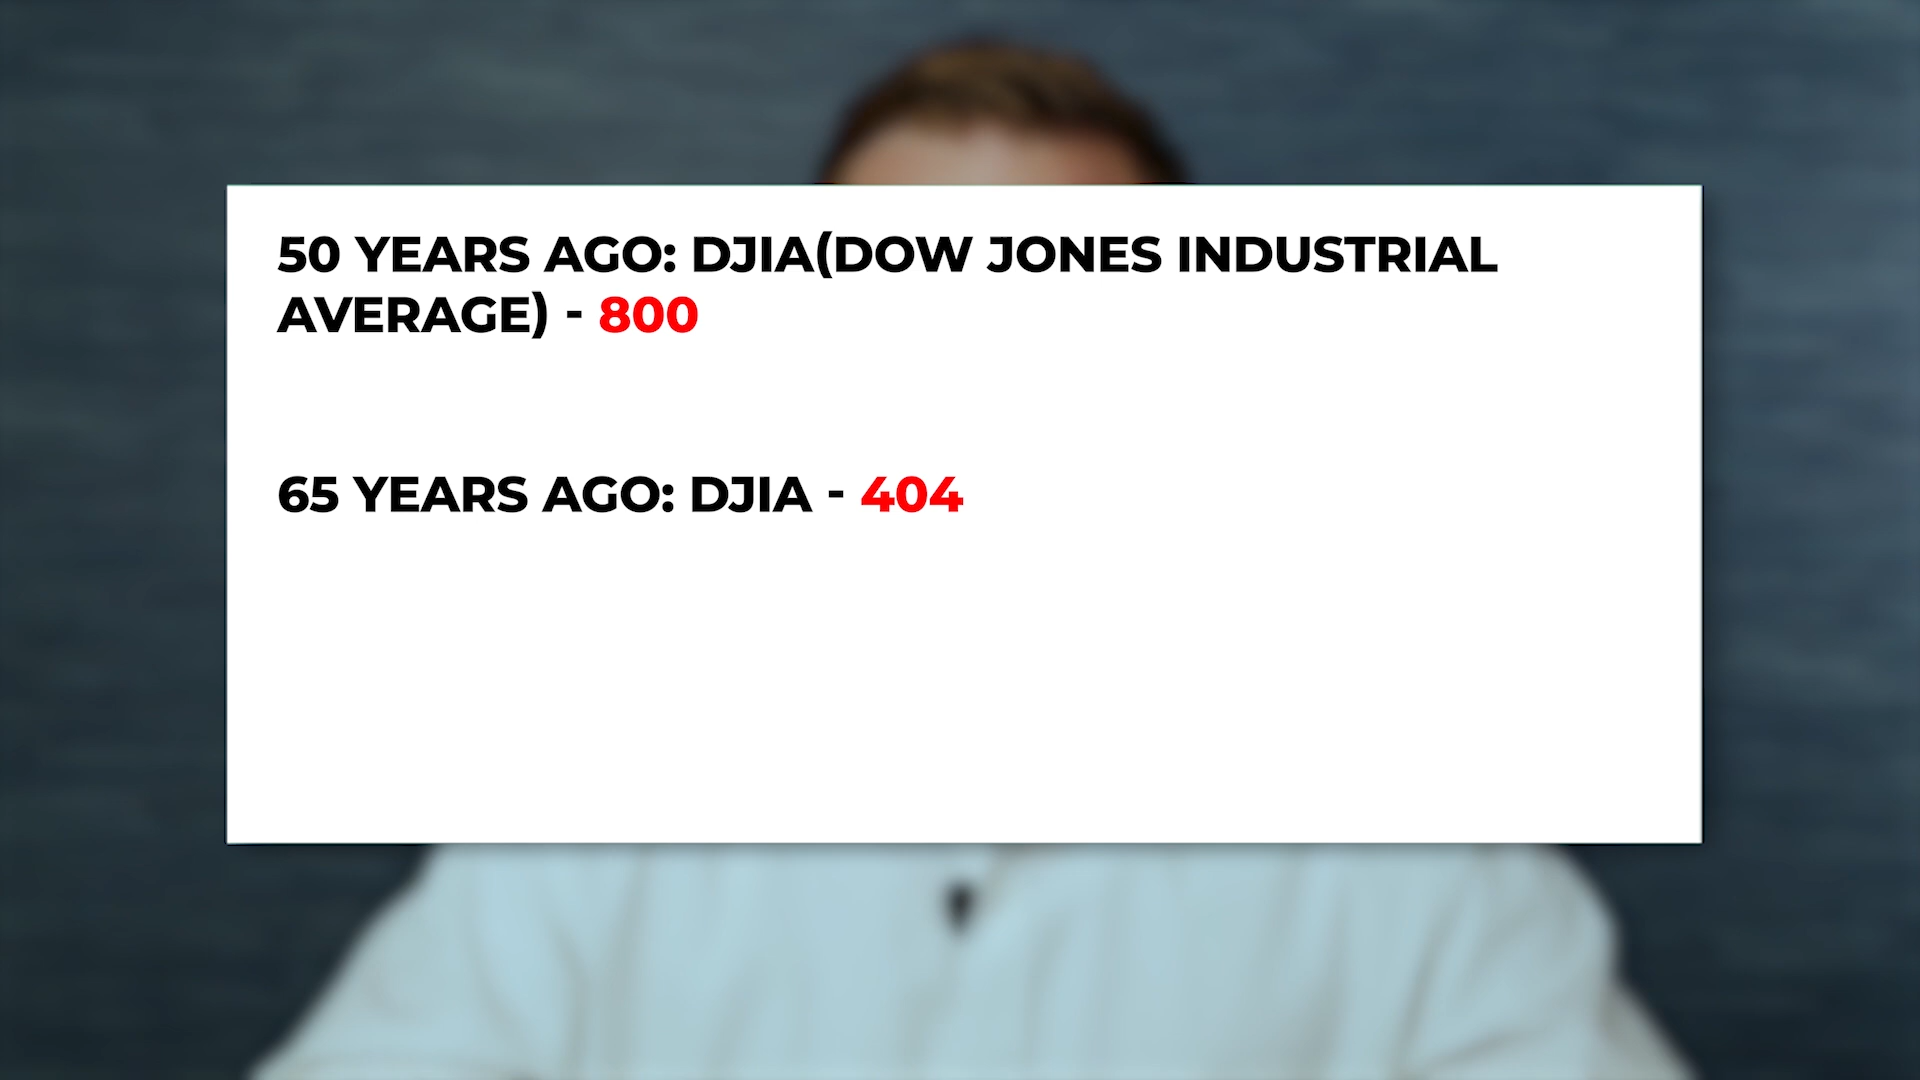 50 YEARS AGO: DJIA(DOW JONES INDUSTRIAL
AVERAGE) - 800
65 YEARS AGO: DJIA - 404